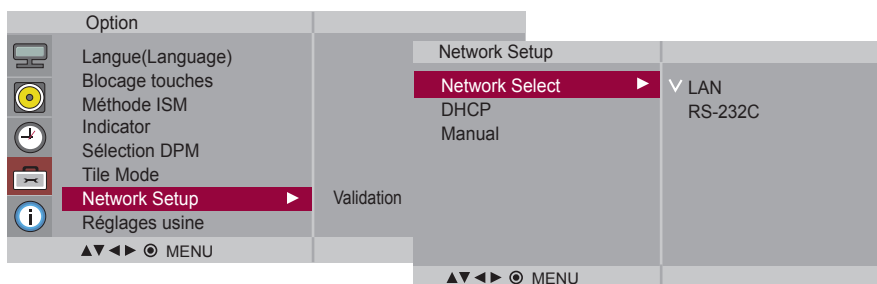 Option
Langue(Language)
Blocage touches
Méthode ISM
Indicator
Sélection DPM
Tile Mode
Network Setup ► Validation
Réglages usine
▲▼◄► ◉ MENU
Network Setup
Network Select ► √ LAN
DHCP RS-232C
Manual
▲▼◄► ◉ MENU